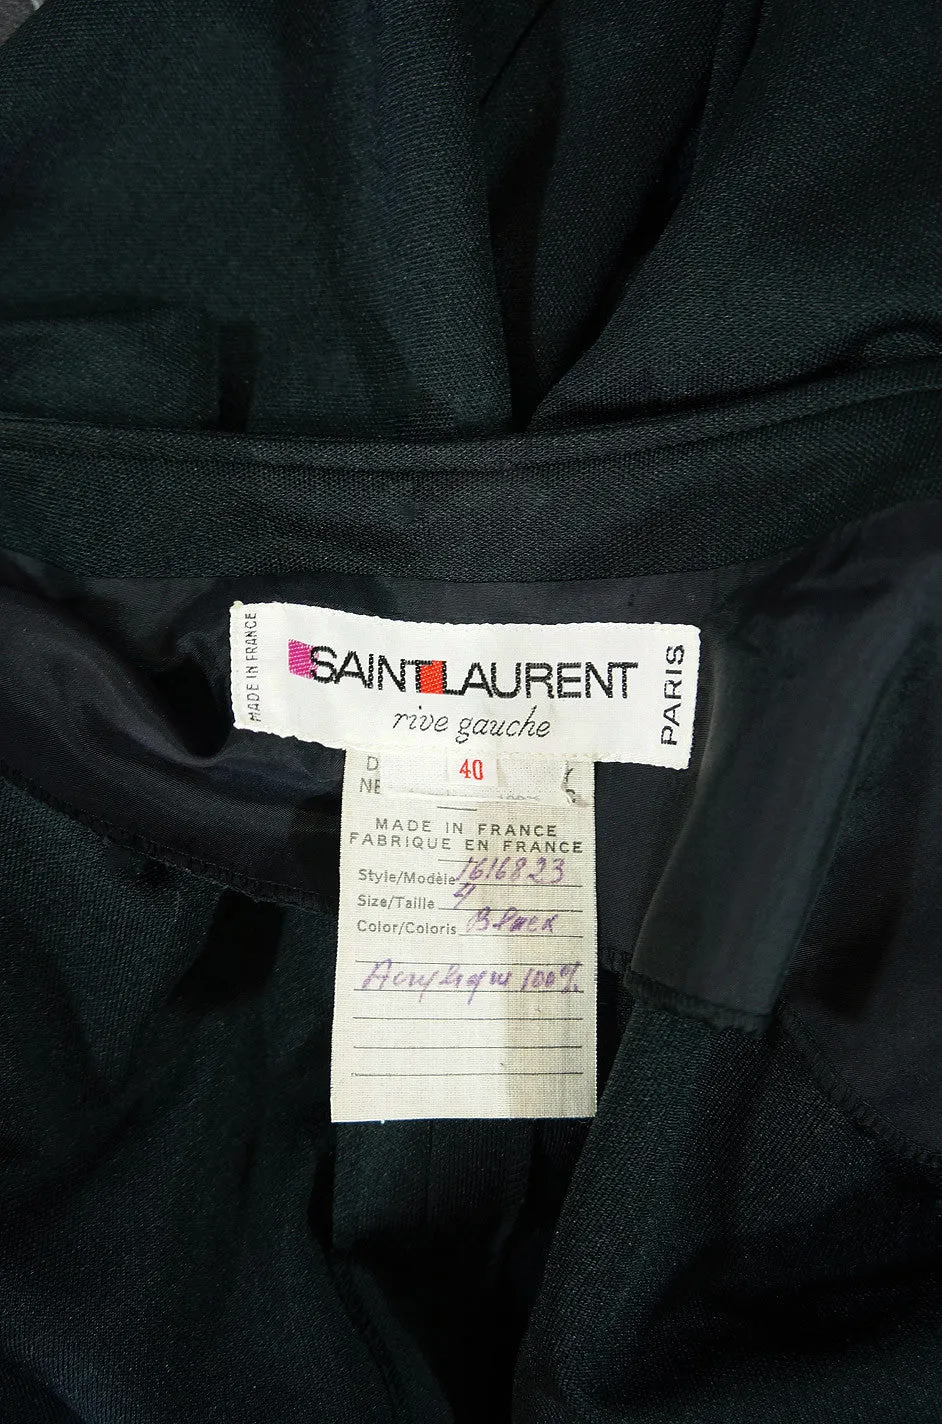 MADE IN FRANCE
SAINT LAURENT
rive gauche
PARIS
40
D
NE
MADE IN FRANCE
FABRIQUE EN FRANCE
Style/Modèle 1616823
Size/Taille 4
Color/Coloris Black
Acrylique 100%